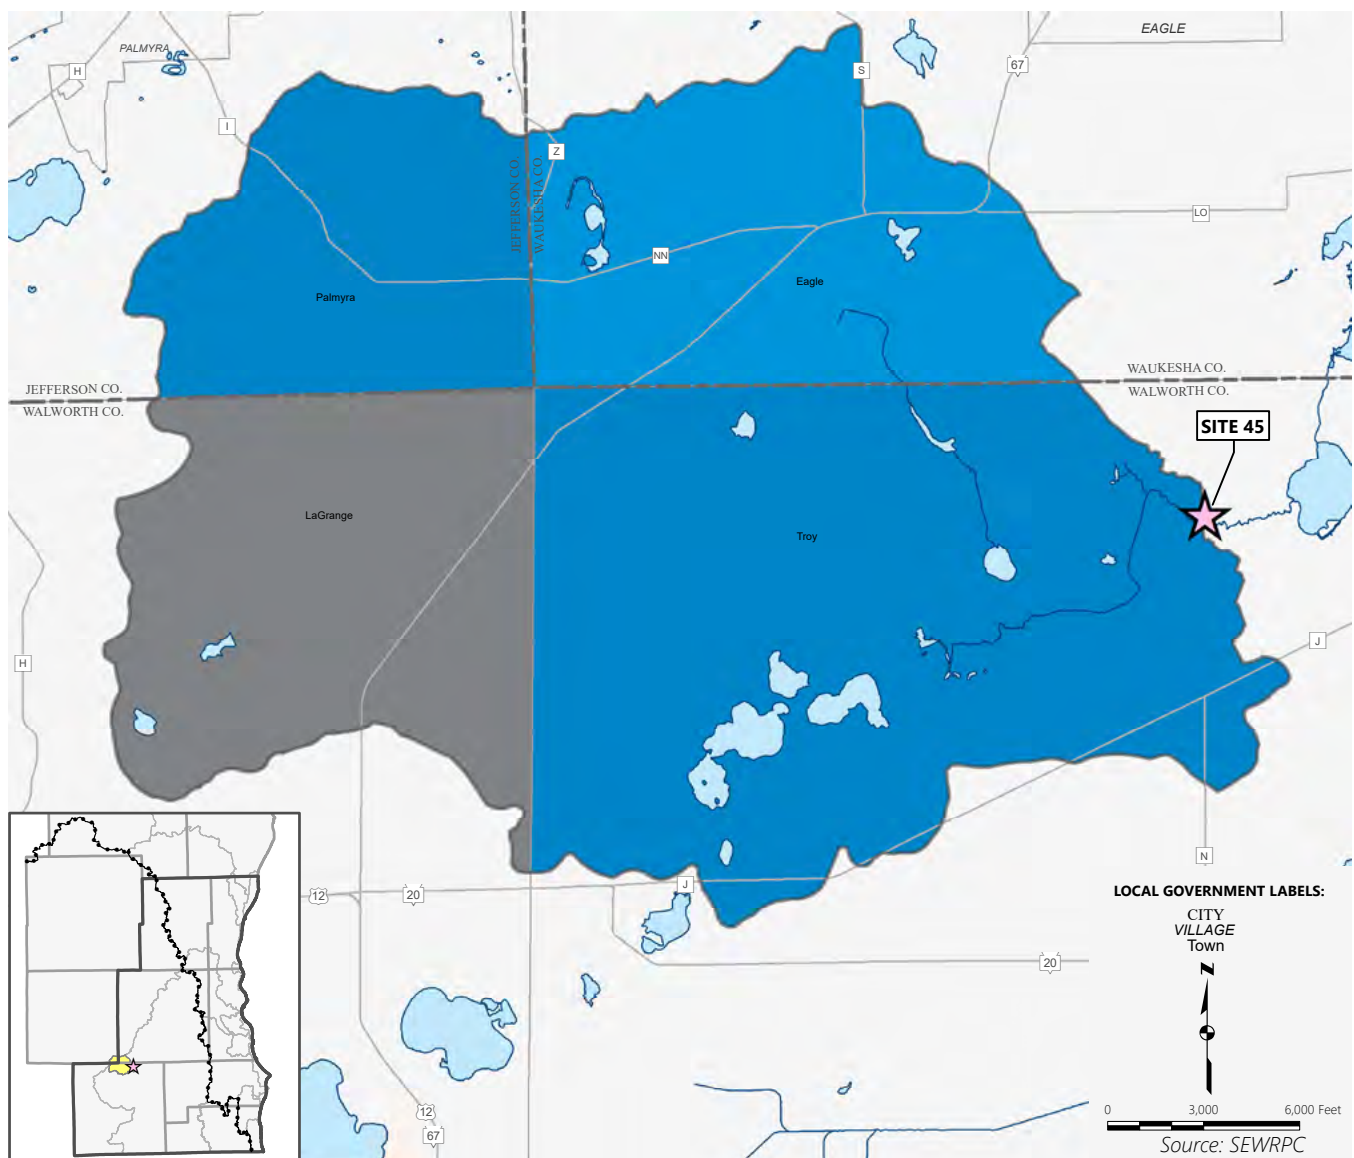 EAGLE
PALMYRA
H
S
67
I
Z
JEFFERSON CO.
WAUKESHA CO.
LO
NN
Eagle
Palmyra
WAUKESHA CO.
WALWORTH CO.
JEFFERSON CO.
WALWORTH CO.
SITE 45
LaGrange
Troy
J
H
N
J
12
20
20
12
67
LOCAL GOVERNMENT LABELS:
CITY
VILLAGE
Town
N
0 3,000 6,000 Feet
Source: SEWRPC